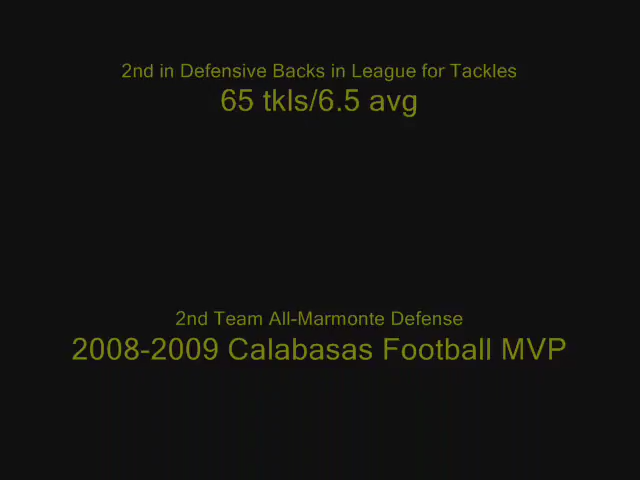 2nd in Defensive Backs in League for Tackles
65 tkls/6.5 avg
2nd Team All-Marmonte Defense
2008-2009 Calabasas Football MVP